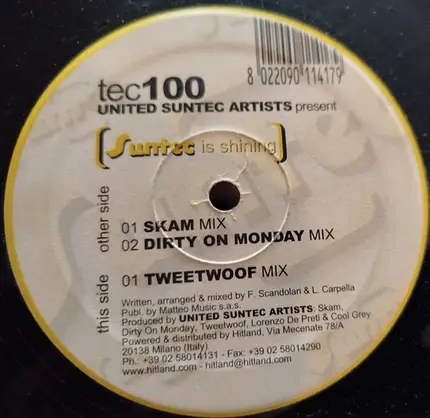 8 022090 114179
tec100
UNITED SUNTEC ARTISTS present
[Suntec is shining]
other side
01 SKAM MIX
02 DIRTY ON MONDAY MIX
this side
01 TWEETWOOF MIX
Written, arranged & mixed by F. Scandolari & L. Carpella
Publ. by Matteo Music s.a.s.
Produced by UNITED SUNTEC ARTISTS; Skam,
Dirty On Monday, Tweetwoof, Lorenzo De Preti & Cool Grey
Powered & distributed by Hitland, Via Mecenate 78/A
20138 Milano (Italy)
Ph.: +39 02 58014131 - Fax: +39 02 58014290
www.hitland.com - hitland@hitland.com